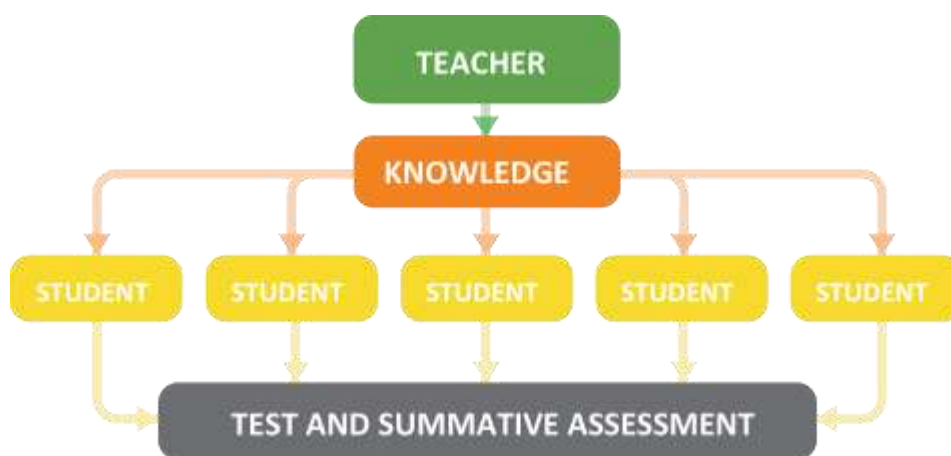 TEACHER
KNOWLEDGE
STUDENT
STUDENT
STUDENT
STUDENT
STUDENT
TEST AND SUMMATIVE ASSESSMENT